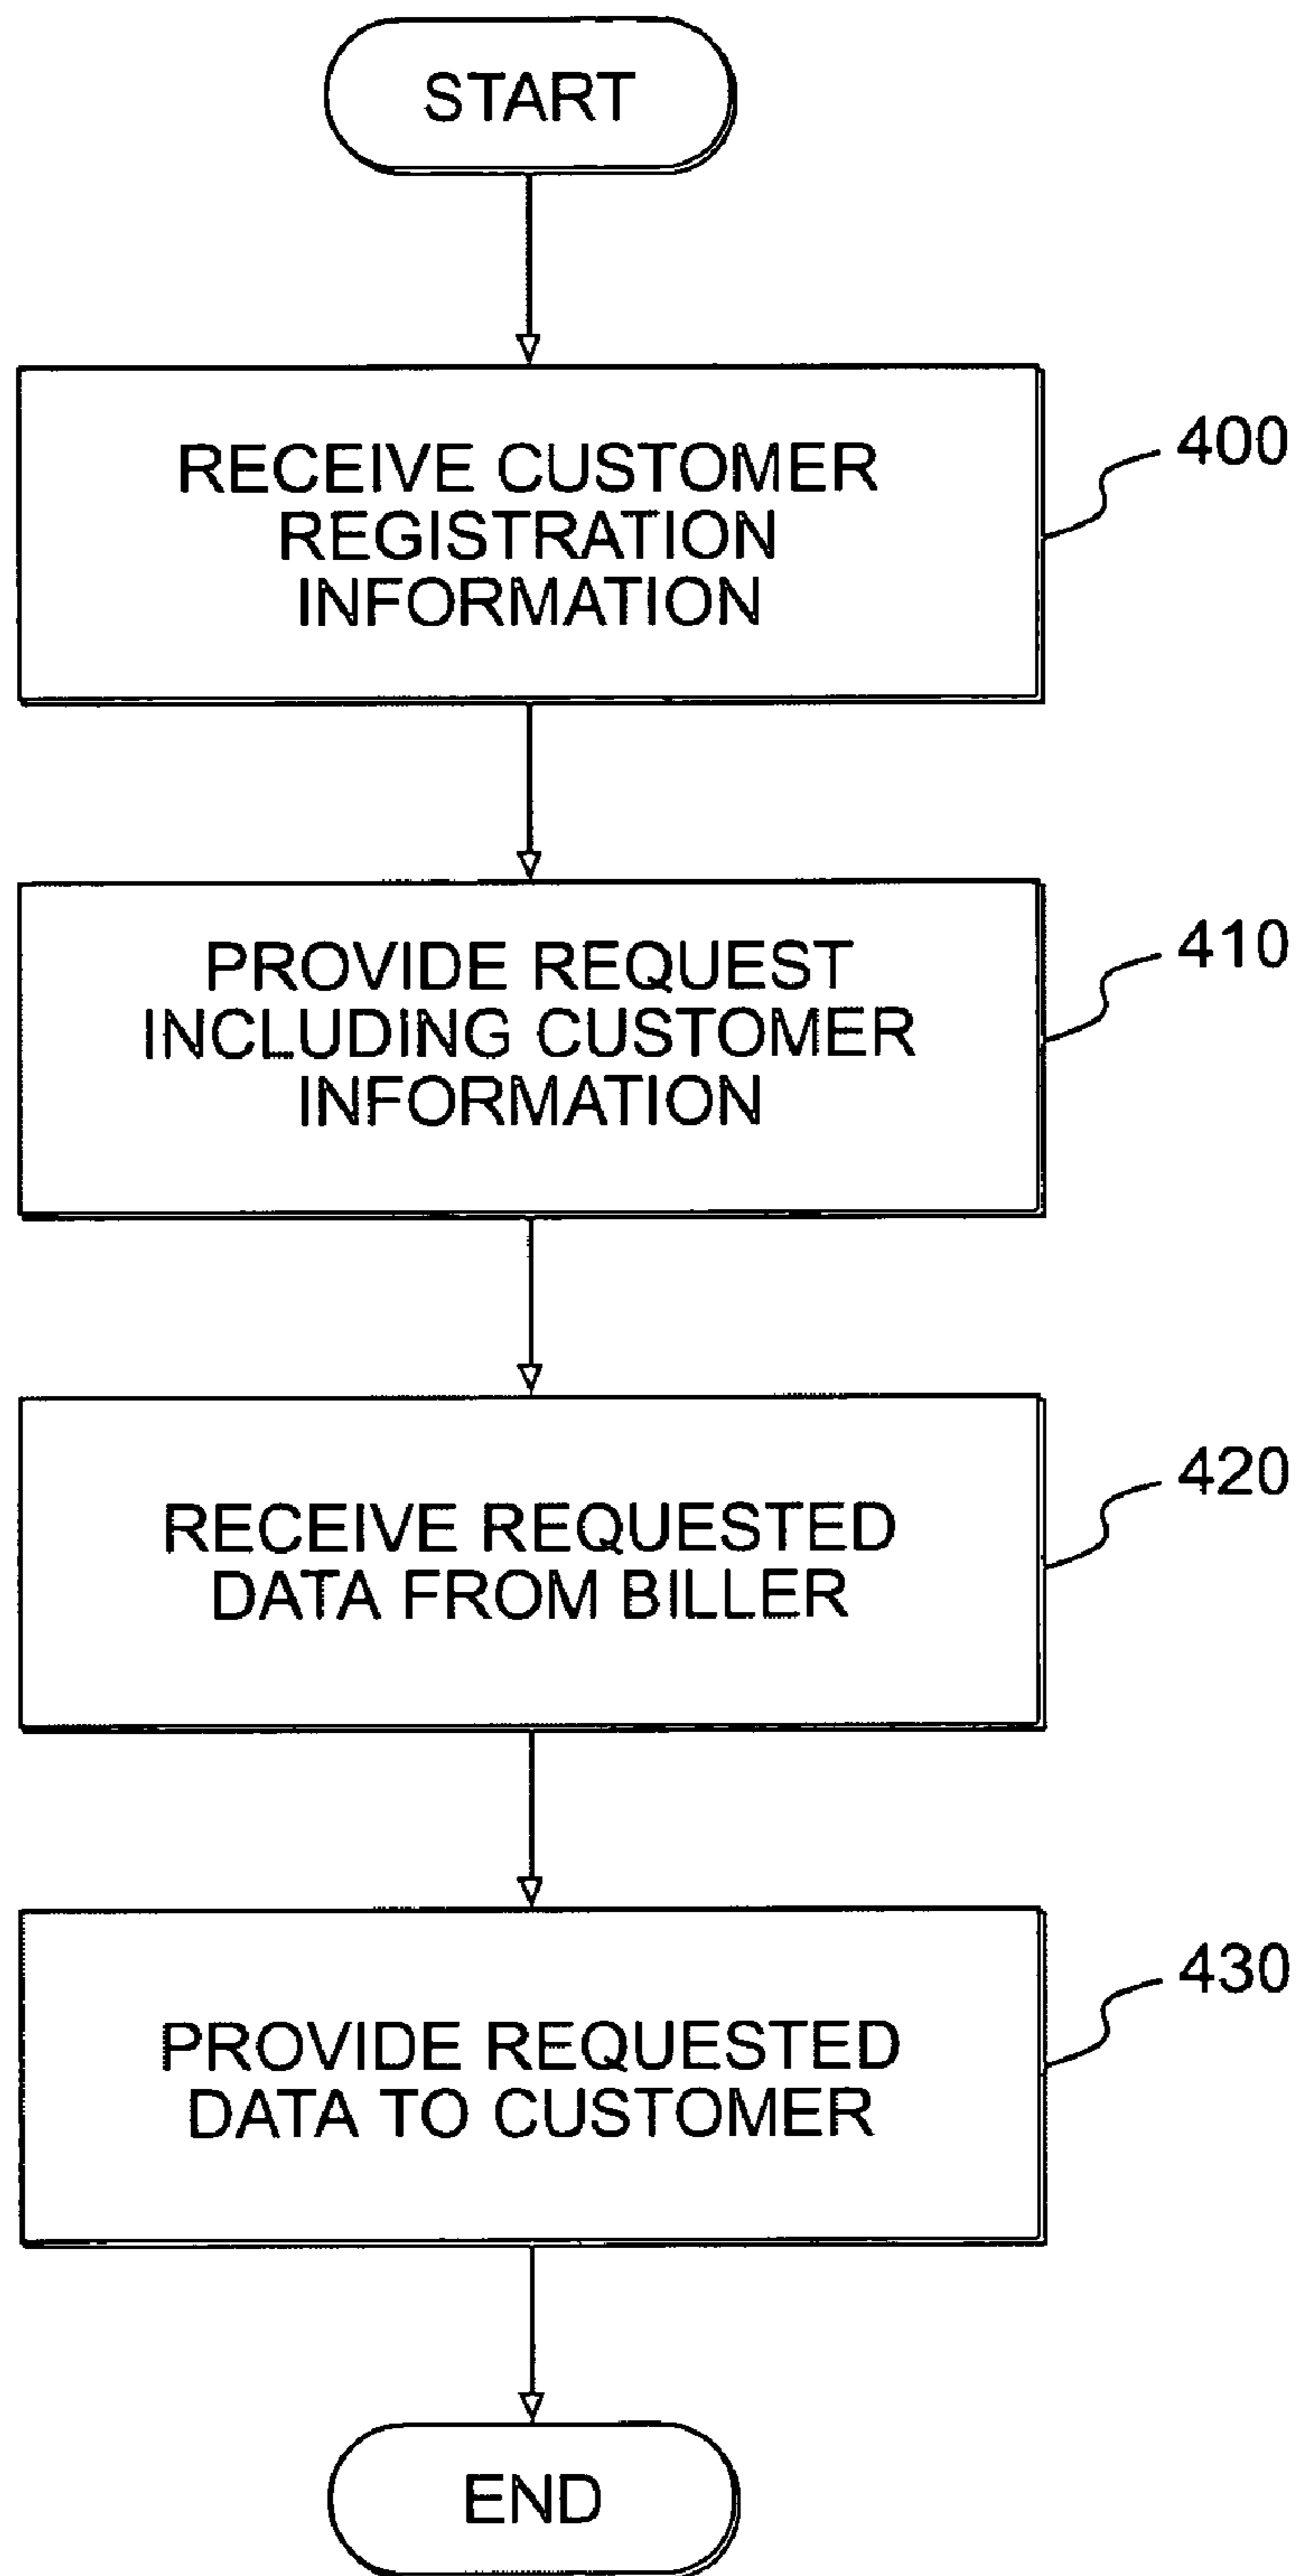 START
RECEIVE CUSTOMER
REGISTRATION
INFORMATION
400
PROVIDE REQUEST
INCLUDING CUSTOMER
INFORMATION
410
RECEIVE REQUESTED
DATA FROM BILLER
420
PROVIDE REQUESTED
DATA TO CUSTOMER
430
END